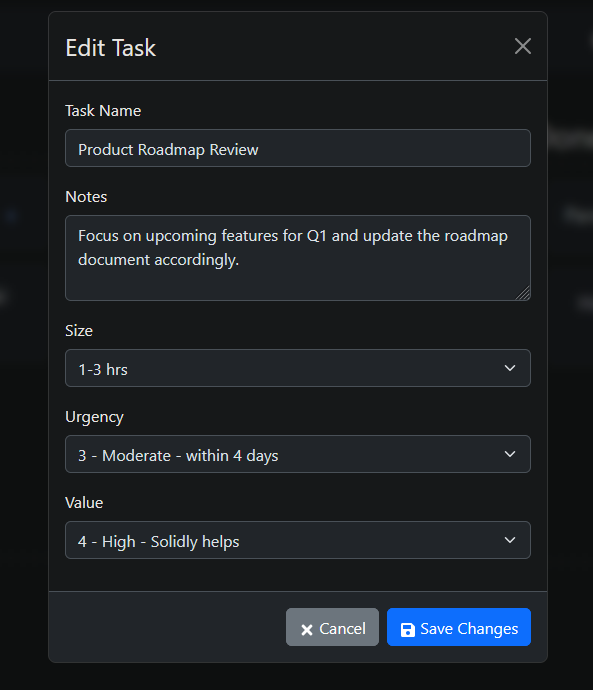 Edit Task
Task Name
Product Roadmap Review
Notes
Focus on upcoming features for Q1 and update the roadmap
document accordingly.
Size
1-3 hrs
Urgency
3 - Moderate - within 4 days
Value
4 - High - Solidly helps
Cancel
Save Changes